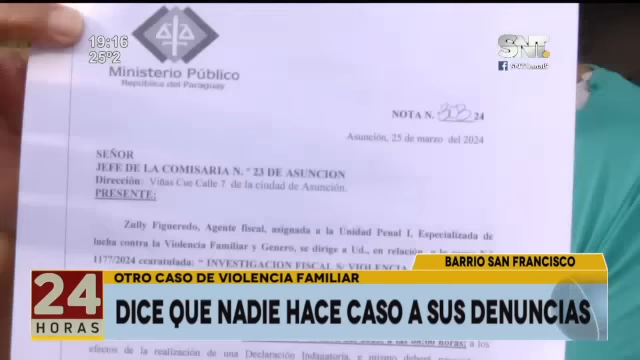 19:16
25°2
SNT
Ministerio Público
República del Paraguay
NOTA N. 24
Asunción, 25 de marzo del 2024
SEÑOR
JEFE DE LA COMISARIA N. ° 23 DE ASUNCION
Dirección: Viñas Cue Calle 7 de la ciudad de Asunción.
PRESENTE:
Zully Figueredo, Agente fiscal, asignada a la Unidad Penal I, Especializada de
lucha contra la Violencia Familiar y Genero, se dirige a Ud., en relación
1177/2024 ccaratulada: " INVESTIGACION FISCAL S/ VIOLENCIA
BARRIO SAN FRANCISCO
OTRO CASO DE VIOLENCIA FAMILIAR
24
HORAS
DICE QUE NADIE HACE CASO A SUS DENUNCIAS
horas; a los
efectos de la realización de una Declaración Indagatoria,